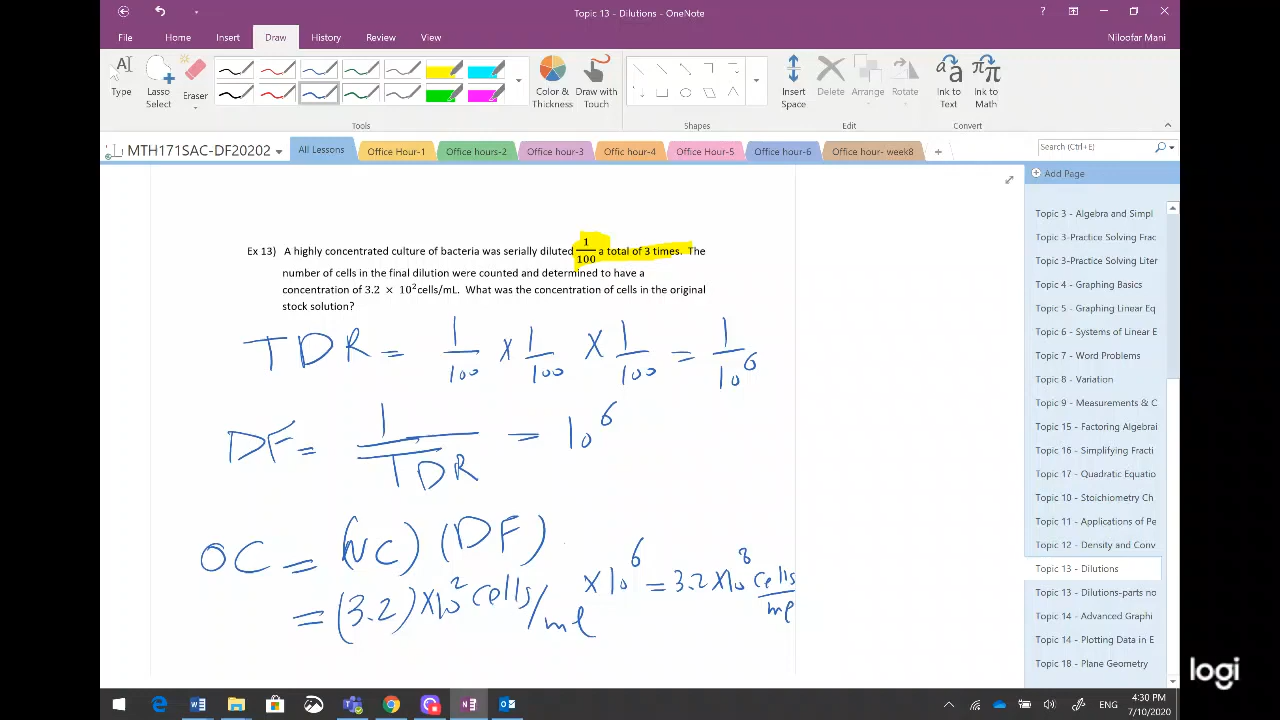 Topic 13 - Dilutions - OneNote
Niloofar Mani
File Home Insert Draw History Review View
Type Lasso Select Eraser Color & Thickness Draw with Touch Insert Space Delete Arrange Rotate Ink to Text Ink to Math
Tools Shapes Edit Convert
MTH171SAC-DF20202 All Lessons Office Hour-1 Office hours-2 Office hour-3 Offic hour-4 Office Hour-5 Office hour-6 Office hour- week8 +
Search (Ctrl+E)
Add Page
Ex 13) A highly concentrated culture of bacteria was serially diluted 1/100 a total of 3 times. The
number of cells in the final dilution were counted and determined to have a
concentration of 3.2 × 10² cells/mL. What was the concentration of cells in the original
stock solution?
TDR = 1/100 × 1/100 × 1/100 = 1/10⁶
DF = 1/TDR = 10⁶
OC = (NC) (DF)
= (3.2) × 10² cells/ml × 10⁶ = 3.2 × 10⁸ cells/ml
Topic 3 - Algebra and Simpl
Topic 3-Practice Solving Frac
Topic 3-Practice Solving Liter
Topic 4 - Graphing Basics
Topic 5 - Graphing Linear Eq
Topic 6 - Systems of Linear E
Topic 7 - Word Problems
Topic 8 - Variation
Topic 9 - Measurements & C
Topic 15 - Factoring Algebrai
Topic 16 - Simplifying Fracti
Topic 17 - Quadratic Equatio
Topic 10 - Stoichiometry Ch
Topic 11 - Applications of Pe
Topic 12 - Density and Conv
Topic 13 - Dilutions
Topic 13 - Dilutions-parts no
Topic 14 - Advanced Graphi
Topic 14 - Plotting Data in E
Topic 18 - Plane Geometry
logi
4:30 PM
ENG
7/10/2020